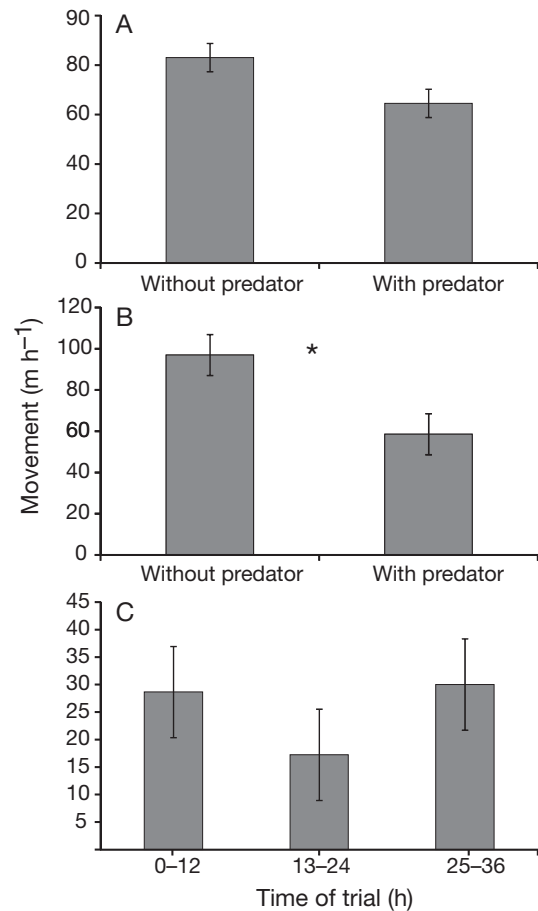 A
90
80
60
40
20
0
Without predator
With predator
B
120
100
80
60
40
20
0
*
Without predator
With predator
Movement (m h–1)
C
45
40
35
30
25
20
15
10
5
0–12
13–24
25–36
Time of trial (h)